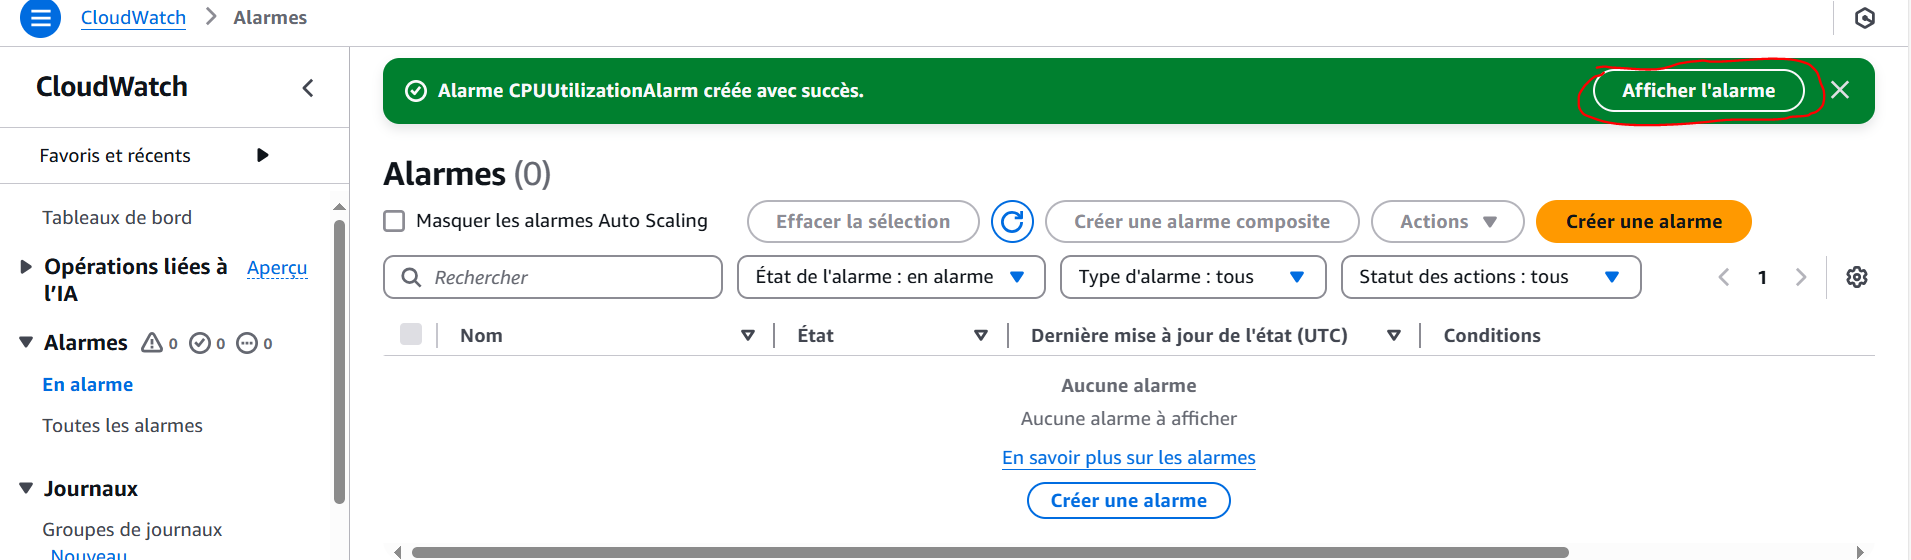 CloudWatch > Alarmes
CloudWatch
Favoris et récents
Tableaux de bord
Opérations liées à l’IA Aperçu
Alarmes 0 0 0
En alarme
Toutes les alarmes
Journaux
Groupes de journaux
Nouveau
Alarme CPUUtilizationAlarm créée avec succès. Afficher l'alarme
Alarmes (0)
Masquer les alarmes Auto Scaling Effacer la sélection Créer une alarme composite Actions Créer une alarme
Rechercher État de l'alarme : en alarme Type d'alarme : tous Statut des actions : tous 1
Nom État Dernière mise à jour de l'état (UTC) Conditions
Aucune alarme
Aucune alarme à afficher
En savoir plus sur les alarmes
Créer une alarme